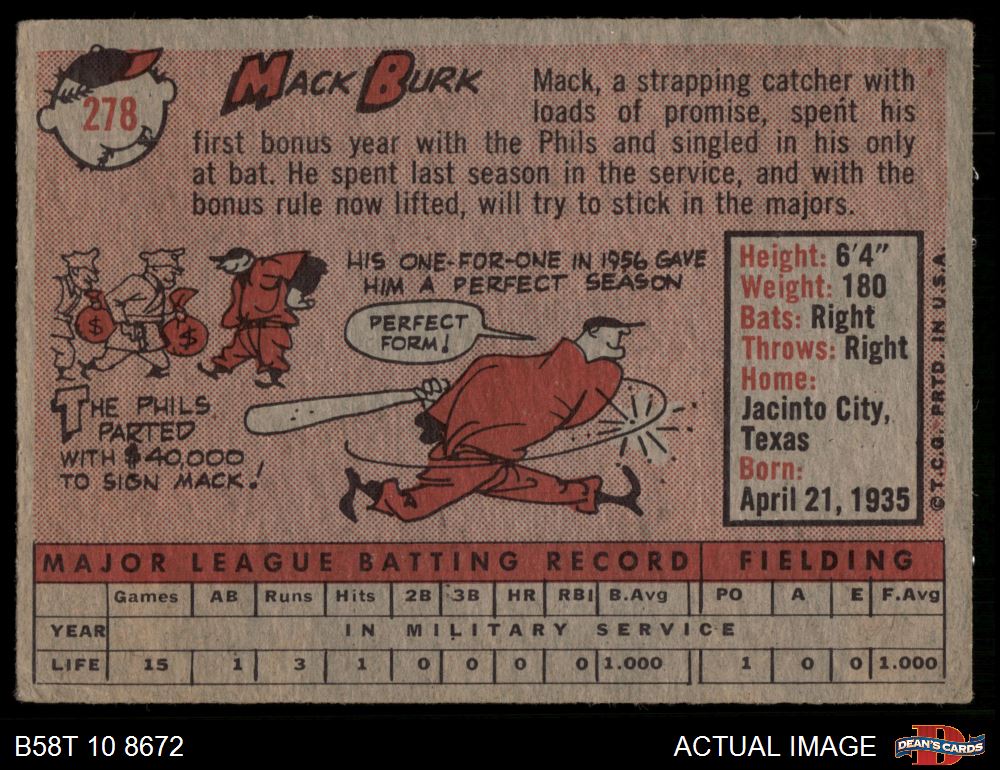 278
MACK BURK
Mack, a strapping catcher with
loads of promise, spent his
first bonus year with the Phils and singled in his only
at bat. He spent last season in the service, and with the
bonus rule now lifted, will try to stick in the majors.
HIS ONE-FOR-ONE IN 1956 GAVE
HIM A PERFECT SEASON
PERFECT
FORM!
$ $
THE PHILS
PARTED
WITH $40,000
TO SIGN MACK!
Height: 6'4"
Weight: 180
Bats: Right
Throws: Right
Home:
Jacinto City,
Texas
Born:
April 21, 1935
© T.C.G. PRTD. IN U.S.A.
MAJOR LEAGUE BATTING RECORD FIELDING
Games AB Runs Hits 2B 3B HR RBI B.Avg PO A E F.Avg
YEAR IN MILITARY SERVICE
LIFE 15 1 3 1 0 0 0 0 1.000 1 0 0 1.000
B58T 10 8672
ACTUAL IMAGE
D
DEAN'S CARDS